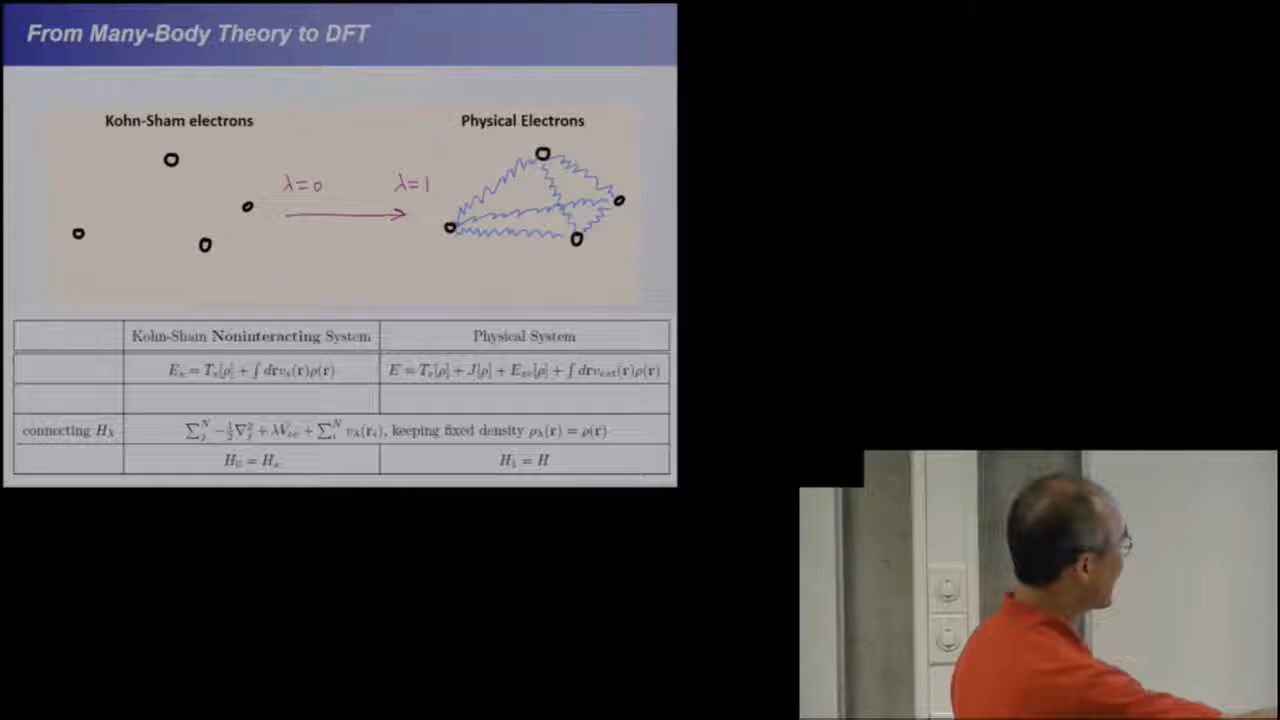 From Many-Body Theory to DFT
Kohn-Sham electrons
Physical Electrons
λ=0
λ=1
Kohn-Sham Noninteracting System
Physical System
E_s = T_s[ρ] + ∫ dr v_s(r)ρ(r)
E = T_s[ρ] + J[ρ] + E_xc[ρ] + ∫ dr v_ext(r)ρ(r)
connecting H_λ
∑_j^N −½∇_j² + λV_ee + ∑_i^N v_λ(r_i), keeping fixed density ρ_λ(r) = ρ(r)
H_0 = H_s
H_1 = H